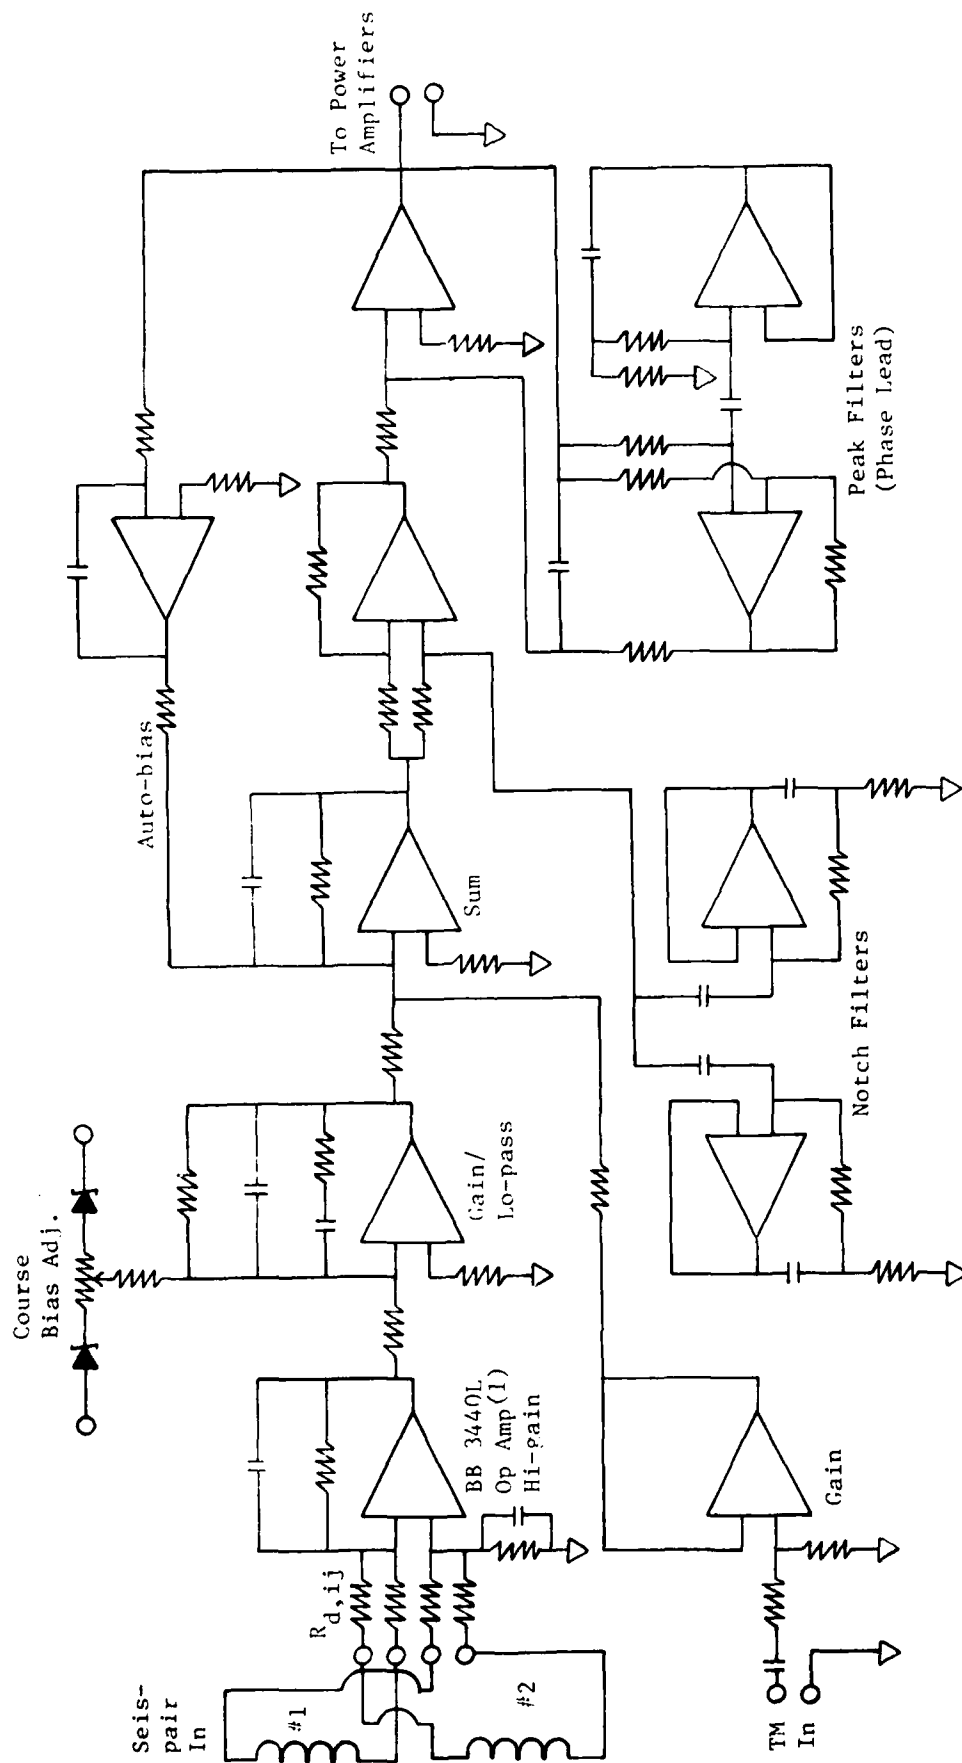 Seis-
pair
In
#1
#2
R d,ij
TM
In
Course
Bias Adj.
BB 3440L
Op Amp(1)
Hi-gain
Gain
Gain/
Lo-pass
Sum
Auto-bias
Notch Filters
Peak Filters
(Phase Lead)
To Power
Amplifiers